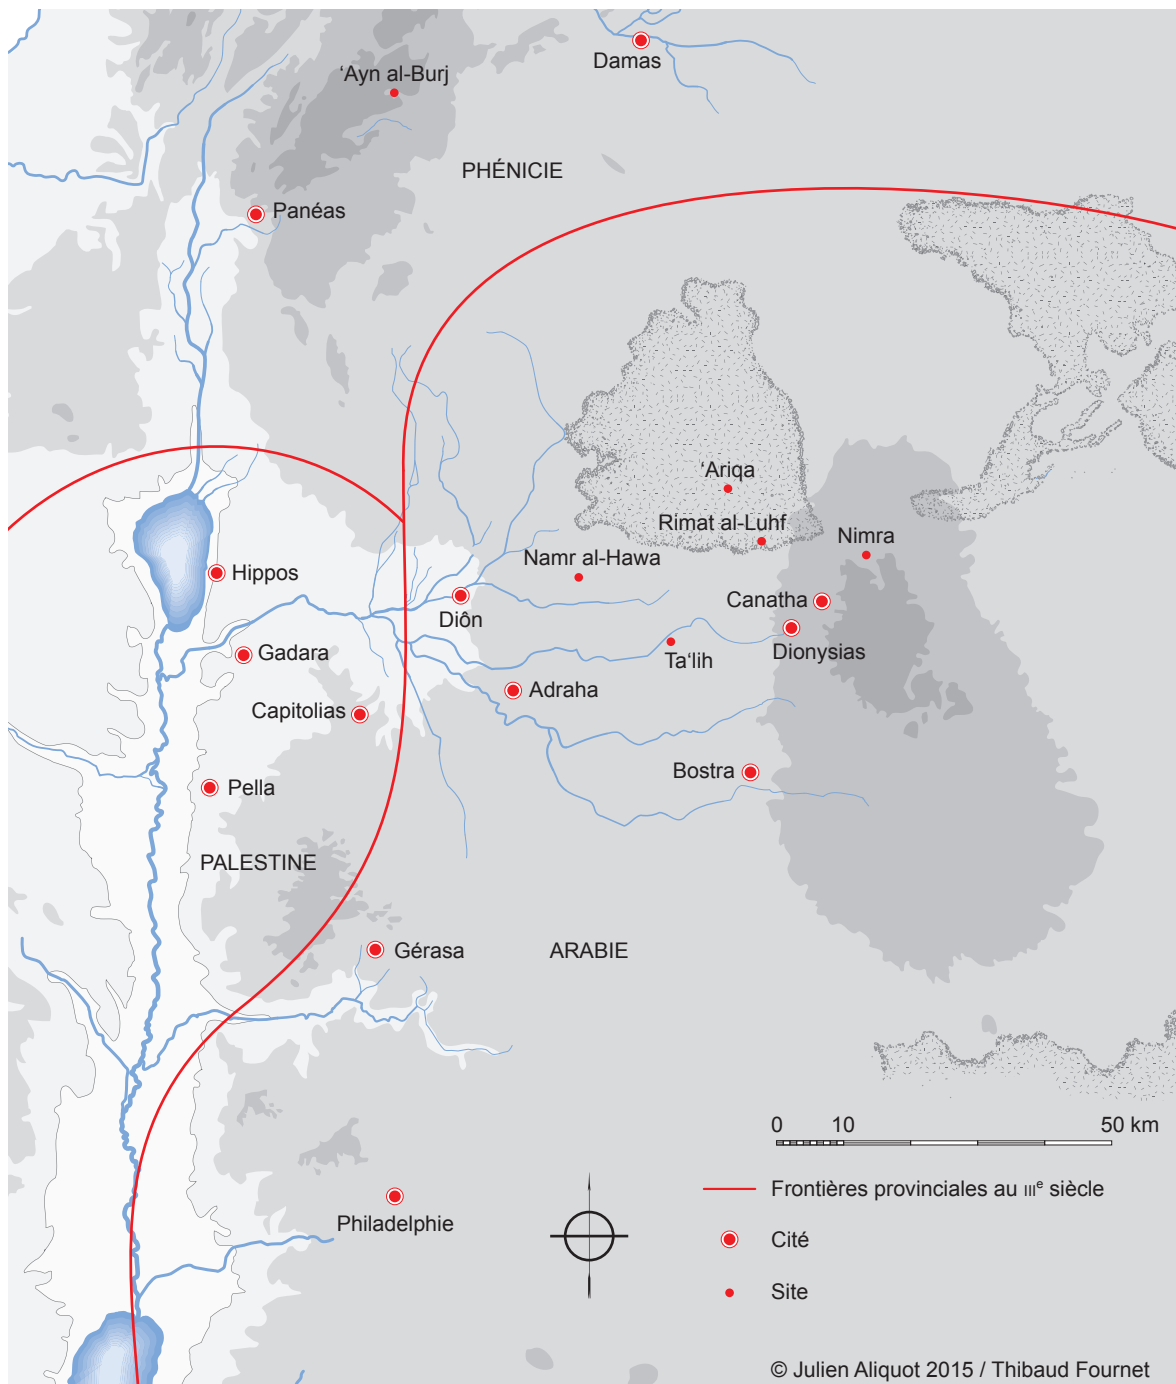 Damas
‘Ayn al-Burj
PHÉNICIE
Panéas
‘Ariqa
Rimat al-Luhf
Nimra
Namr al-Hawa
Hippos
Canatha
Diôn
Gadara
Ta‘lih
Dionysias
Adraha
Capitolias
Bostra
Pella
PALESTINE
Gérasa
ARABIE
0 10 50 km
Frontières provinciales au IIIe siècle
Philadelphie
Cité
Site
© Julien Aliquot 2015 / Thibaud Fournet